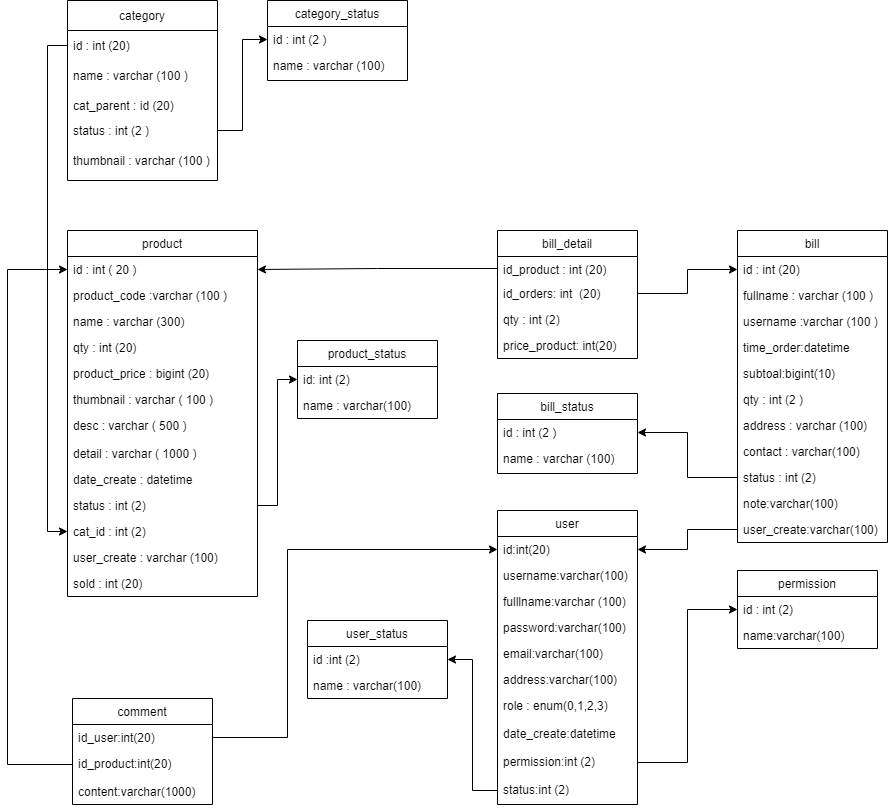 category
id : int (20)
name : varchar (100 )
cat_parent : id (20)
status : int (2 )
thumbnail : varchar (100 )
category_status
id : int (2 )
name : varchar (100)
product
id : int ( 20 )
product_code :varchar (100 )
name : varchar (300)
qty : int (20)
product_price : bigint (20)
thumbnail : varchar ( 100 )
desc : varchar ( 500 )
detail : varchar ( 1000 )
date_create : datetime
status : int (2)
cat_id : int (2)
user_create : varchar (100)
sold : int (20)
product_status
id: int (2)
name : varchar(100)
bill_detail
id_product : int (20)
id_orders: int  (20)
qty : int (2)
price_product: int(20)
bill
id : int (20)
fullname : varchar (100 )
username :varchar (100 )
time_order:datetime
subtoal:bigint(10)
qty : int (2 )
address : varchar (100)
contact : varchar(100)
status : int (2)
note:varchar(100)
user_create:varchar(100)
bill_status
id : int (2 )
name : varchar (100)
user
id:int(20)
username:varchar(100)
fulllname:varchar (100)
password:varchar(100)
email:varchar(100)
address:varchar(100)
role : enum(0,1,2,3)
date_create:datetime
permission:int (2)
status:int (2)
permission
id : int (2)
name:varchar(100)
user_status
id :int (2)
name : varchar(100)
comment
id_user:int(20)
id_product:int(20)
content:varchar(1000)